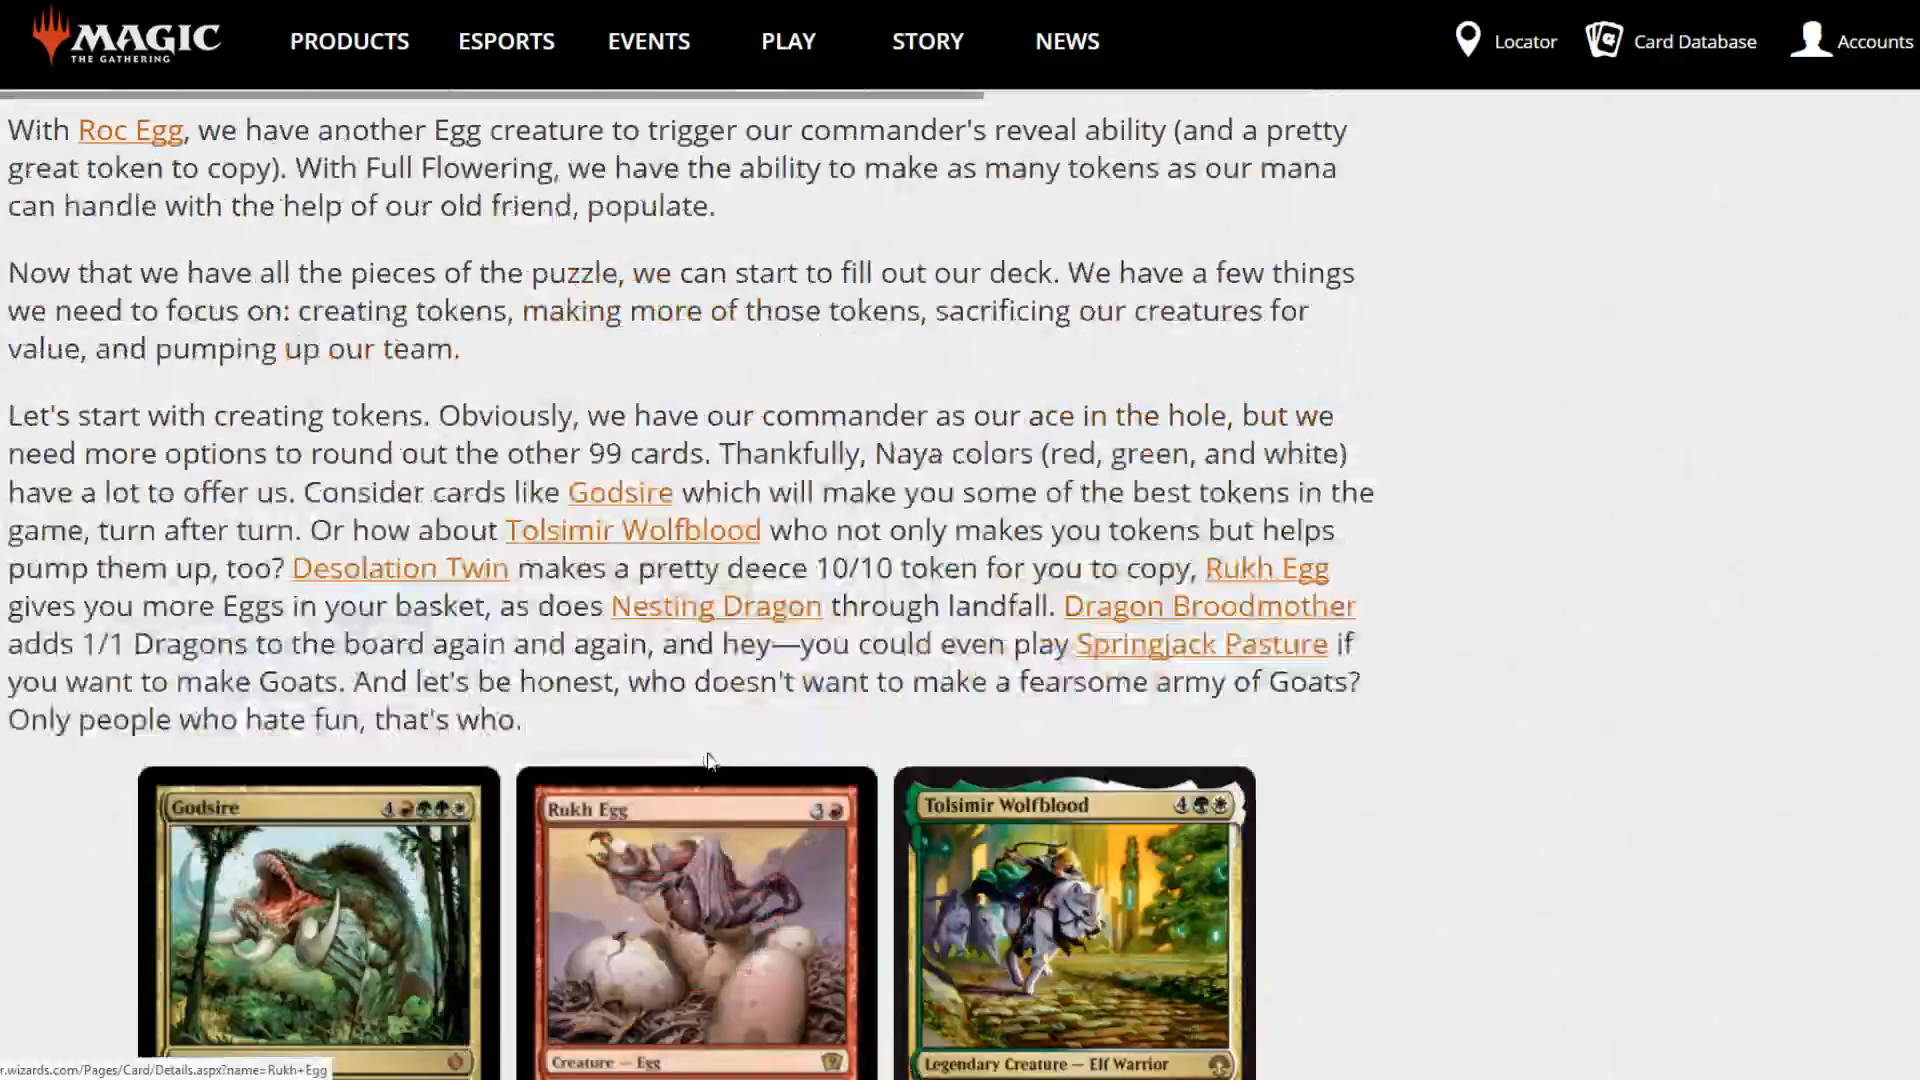 MAGIC
THE GATHERING
PRODUCTS
ESPORTS
EVENTS
PLAY
STORY
NEWS
Locator
Card Database
Accounts
With Roc Egg, we have another Egg creature to trigger our commander's reveal ability (and a pretty
great token to copy). With Full Flowering, we have the ability to make as many tokens as our mana
can handle with the help of our old friend, populate.
Now that we have all the pieces of the puzzle, we can start to fill out our deck. We have a few things
we need to focus on: creating tokens, making more of those tokens, sacrificing our creatures for
value, and pumping up our team.
Let's start with creating tokens. Obviously, we have our commander as our ace in the hole, but we
need more options to round out the other 99 cards. Thankfully, Naya colors (red, green, and white)
have a lot to offer us. Consider cards like Godsire which will make you some of the best tokens in the
game, turn after turn. Or how about Tolsimir Wolfblood who not only makes you tokens but helps
pump them up, too? Desolation Twin makes a pretty deece 10/10 token for you to copy, Rukh Egg
gives you more Eggs in your basket, as does Nesting Dragon through landfall. Dragon Broodmother
adds 1/1 Dragons to the board again and again, and hey—you could even play Springjack Pasture if
you want to make Goats. And let's be honest, who doesn't want to make a fearsome army of Goats?
Only people who hate fun, that's who.
Godsire 4
Rukh Egg 3
Tolsimir Wolfblood 4
Creature — Egg
Legendary Creature — Elf Warrior
r.wizards.com/Pages/Card/Details.aspx?name=Rukh+Egg